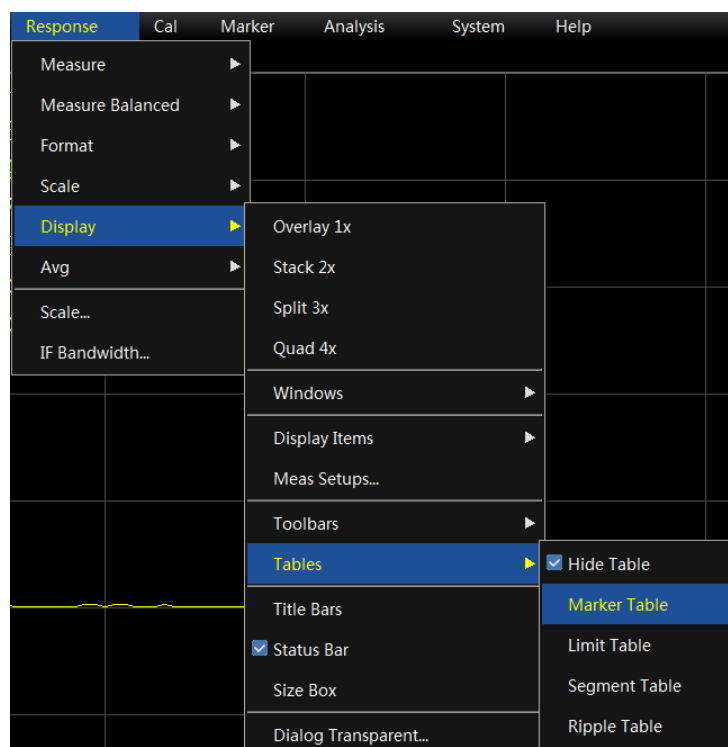 Response Cal Marker Analysis System Help
Measure
Measure Balanced
Format
Scale
Display
Avg
Scale...
IF Bandwidth...
Overlay 1x
Stack 2x
Split 3x
Quad 4x
Windows
Display Items
Meas Setups...
Toolbars
Tables
Title Bars
Status Bar
Size Box
Dialog Transparent...
Hide Table
Marker Table
Limit Table
Segment Table
Ripple Table